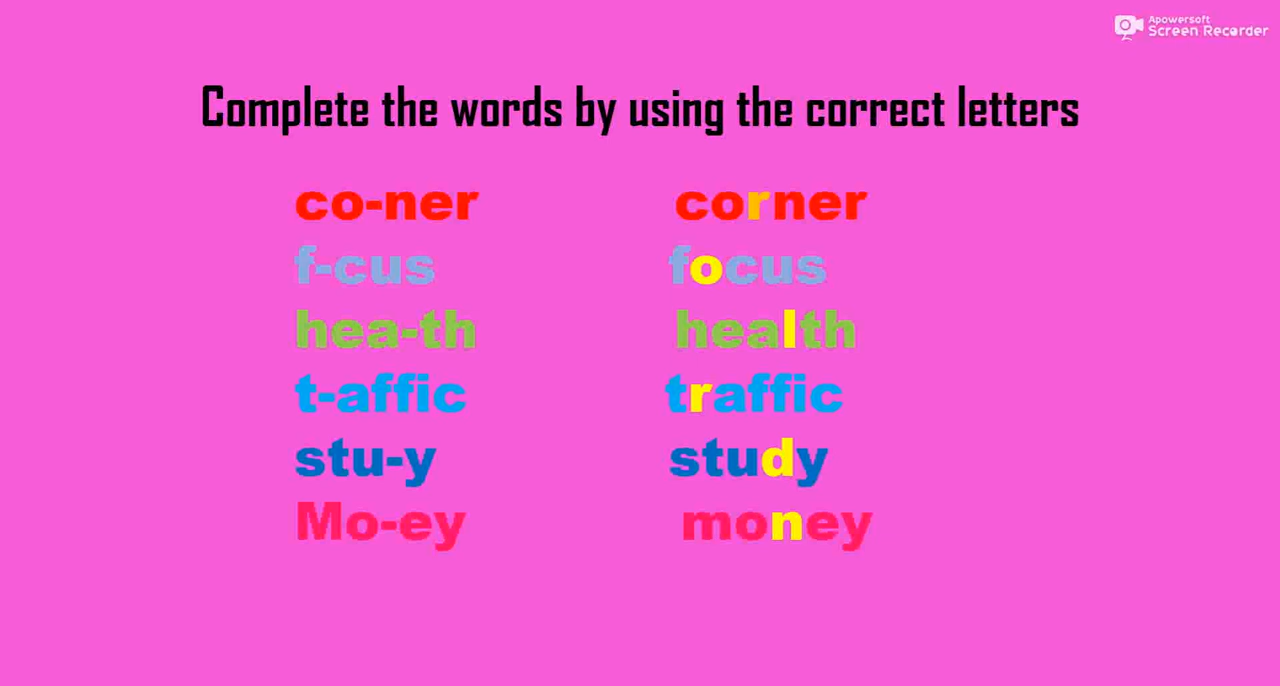 Apowersoft
Screen Recorder
Complete the words by using the correct letters
co-ner corner
f-cus focus
hea-th health
t-affic traffic
stu-y study
Mo-ey money